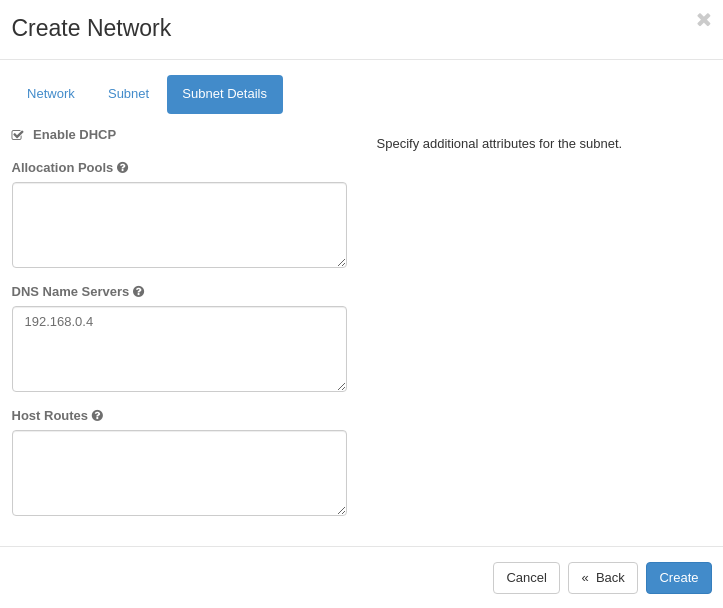 Create Network
Network Subnet Subnet Details
Enable DHCP
Specify additional attributes for the subnet.
Allocation Pools
DNS Name Servers
192.168.0.4
Host Routes
Cancel « Back Create